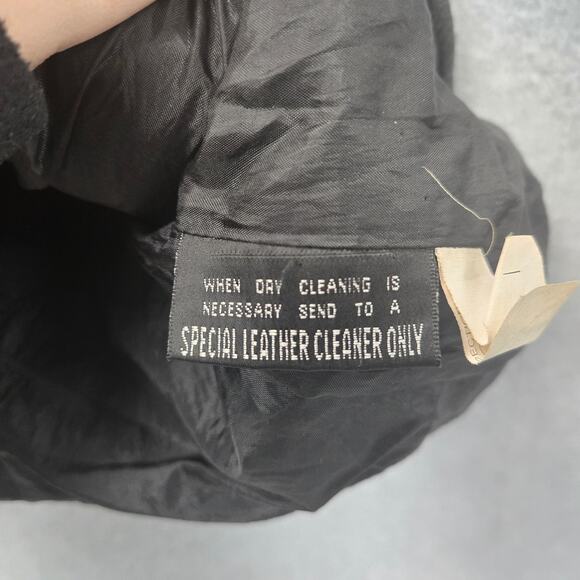 WHEN DRY CLEANING IS
NECESSARY SEND TO A
SPECIAL LEATHER CLEANER ONLY